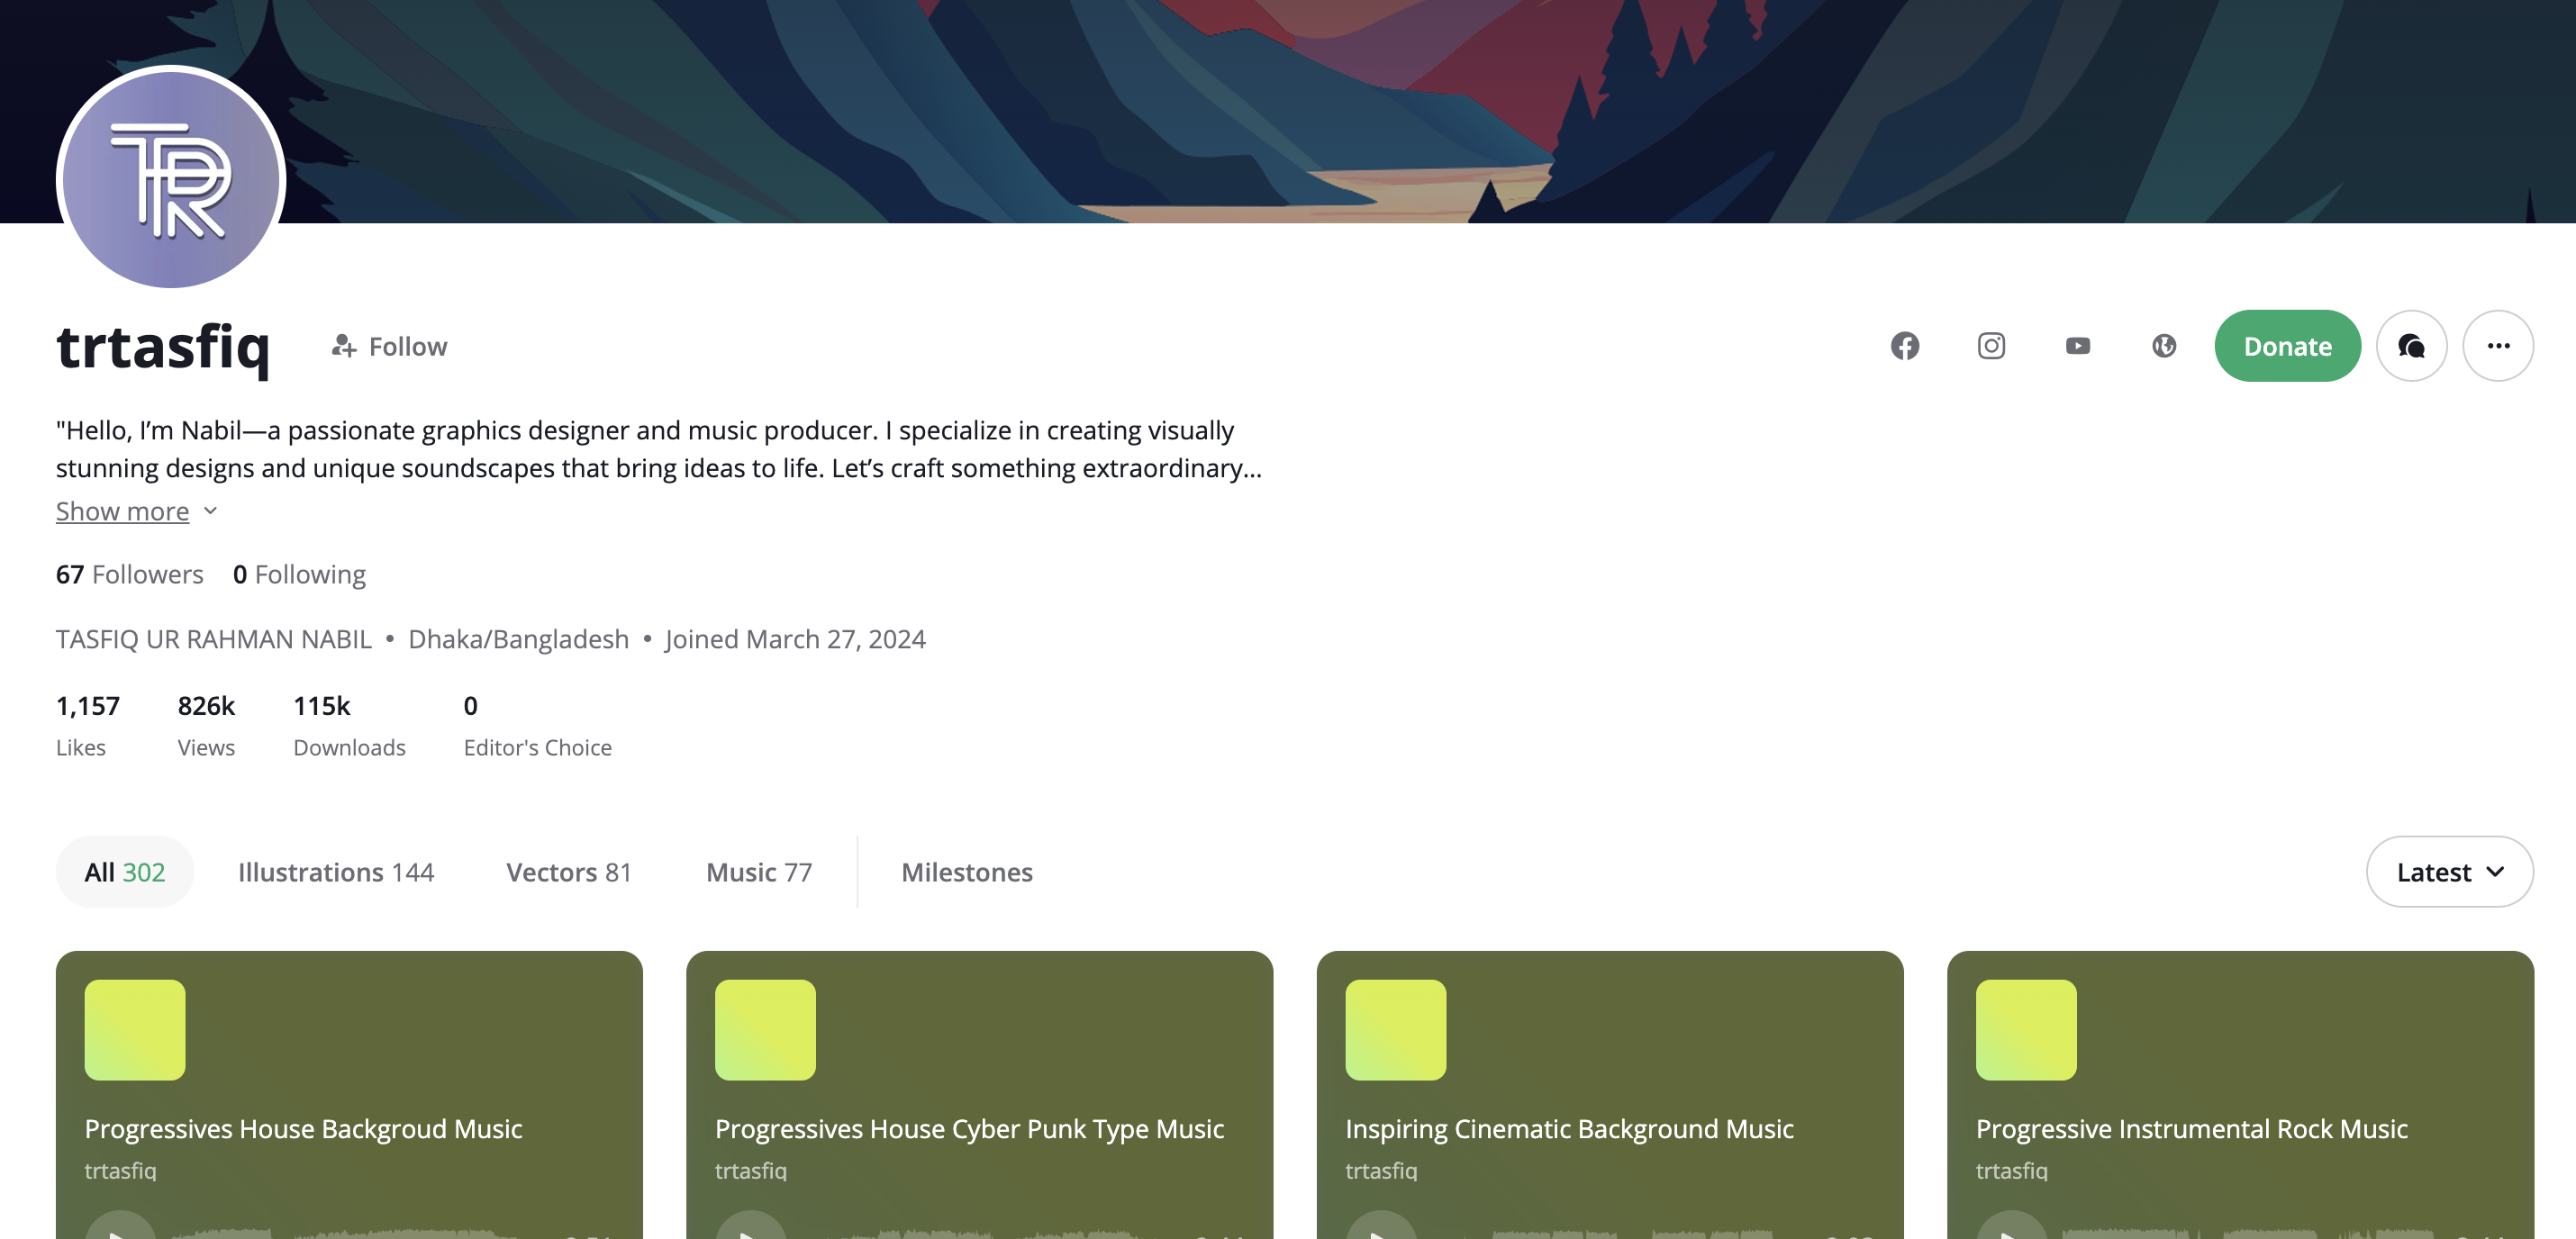 TR
trtasfiq
Follow
Donate
"Hello, I’m Nabil—a passionate graphics designer and music producer. I specialize in creating visually
stunning designs and unique soundscapes that bring ideas to life. Let’s craft something extraordinary...
Show more
67 Followers 0 Following
TASFIQ UR RAHMAN NABIL • Dhaka/Bangladesh • Joined March 27, 2024
1,157 826k 115k 0
Likes Views Downloads Editor's Choice
All 302 Illustrations 144 Vectors 81 Music 77 Milestones Latest
Progressives House Backgroud Music
trtasfiq
Progressives House Cyber Punk Type Music
trtasfiq
Inspiring Cinematic Background Music
trtasfiq
Progressive Instrumental Rock Music
trtasfiq